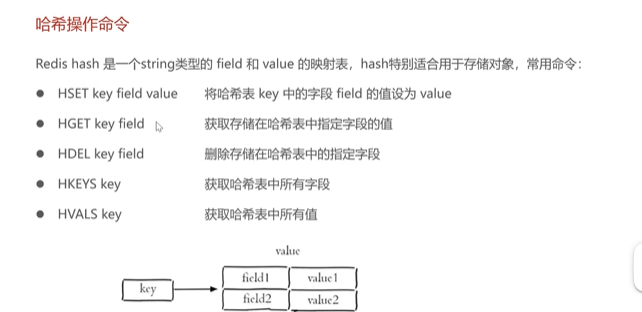 哈希操作命令
Redis hash 是一个string类型的 field 和 value 的映射表，hash特别适合用于存储对象，常用命令：
● HSET key field value 将哈希表 key 中的字段 field 的值设为 value
● HGET key field 获取存储在哈希表中指定字段的值
● HDEL key field 删除存储在哈希表中的指定字段
● HKEYS key 获取哈希表中所有字段
● HVALS key 获取哈希表中所有值
value
key
field1 value1
field2 value2